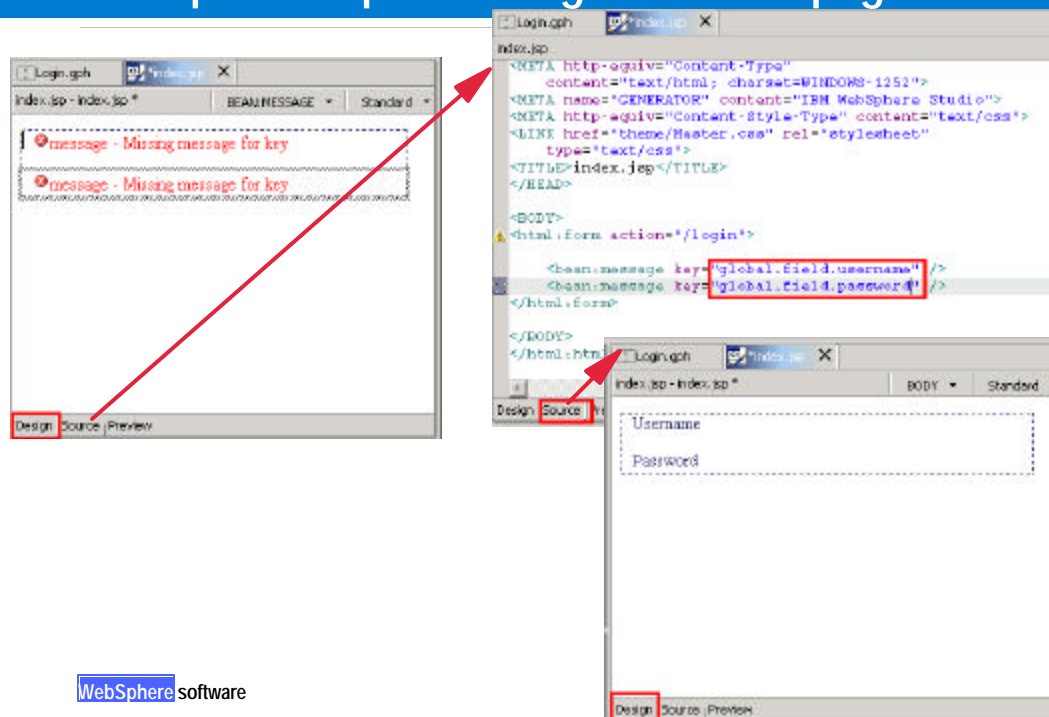 Login.gph
index.jsp - index.jsp *
BEAN:MESSAGE
Standard
message - Missing message for key
message - Missing message for key
Design Source Preview
Login.gph *index.jsp
index.jsp
<META http-equiv="Content-Type"
content="text/html; charset=WINDOWS-1252">
<META name="GENERATOR" content="IBM WebSphere Studio">
<META http-equiv="Content-Style-Type" content="text/css">
<LINK href="theme/Master.css" rel="stylesheet"
type="text/css">
<TITLE>index.jsp</TITLE>
</HEAD>
<BODY>
<html:form action="/login">
<bean:message key="global.field.username" />
<bean:message key="global.field.password" />
</html:form>
</BODY>
</html:html
Design Source
Login.gph
index.jsp - index.jsp *
BODY
Standard
Username
Password
Design Source Preview
WebSphere software